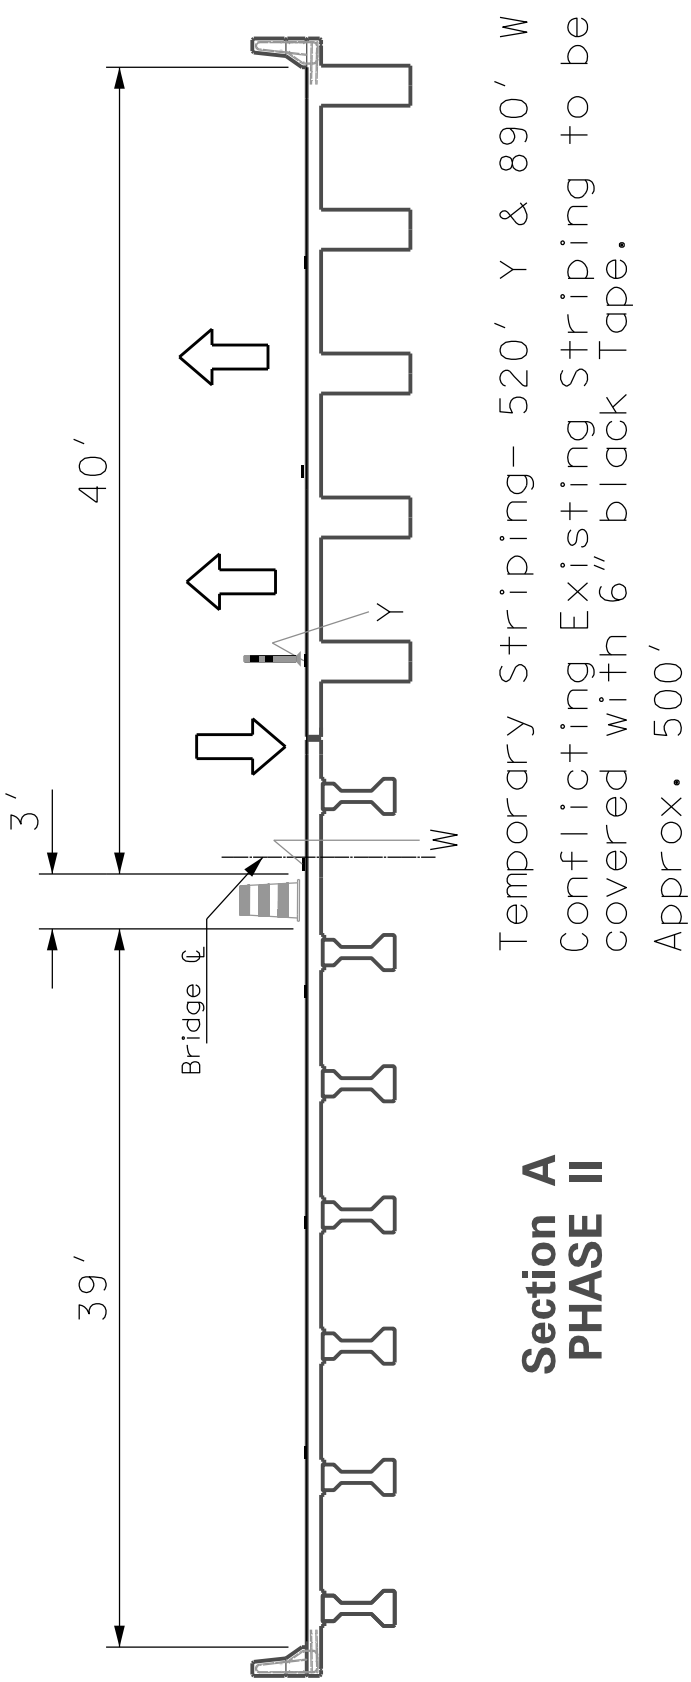 39′
3′
40′
Bridge ℄
W
Y
Section A
PHASE II
Temporary Striping- 520′ Y & 890′ W
Conflicting Existing Striping to be
covered with 6″ black Tape.
Approx. 500′